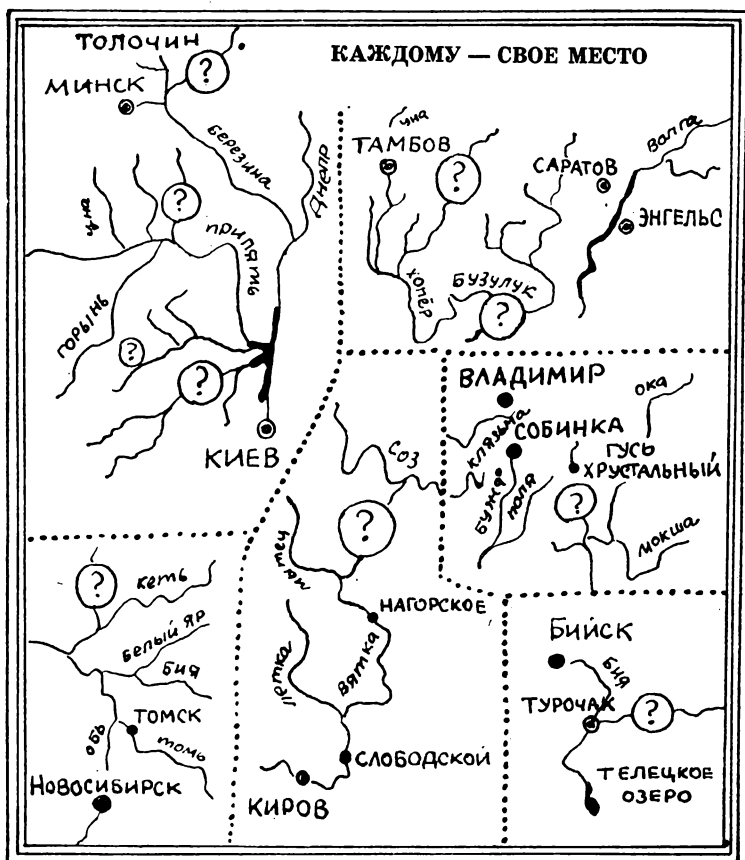 КАЖДОМУ — СВОЕ МЕСТО
ТОЛОЧИН
?
МИНСК
БЕРЕЗИНА
ДНЕПР
цна
?
ПРИПЯТЬ
ГОРЫНЬ
?
?
КИЕВ
цна
ТАМБОВ
?
САРАТОВ
ВОЛГА
ЭНГЕЛЬС
ХОПЁР
БУЗУЛУК
?
ВЛАДИМИР
ОКА
КЛЯЗЬМА
СОБИНКА
ГУСЬ
ХРУСТАЛЬНЫЙ
БУЖА
ПОЛЯ
?
МОКША
СОЗ
?
НАГОРСКОЕ
ЛЕТКА
ВЯТКА
СЛОБОДСКОЙ
КИРОВ
?
КЕТЬ
БЕЛЫЙ ЯР
БИЯ
ТОМСК
ОБЬ
ТОМЬ
НОВОСИБИРСК
БИЙСК
БИЯ
ТУРОЧАК
?
ТЕЛЕЦКОЕ
ОЗЕРО